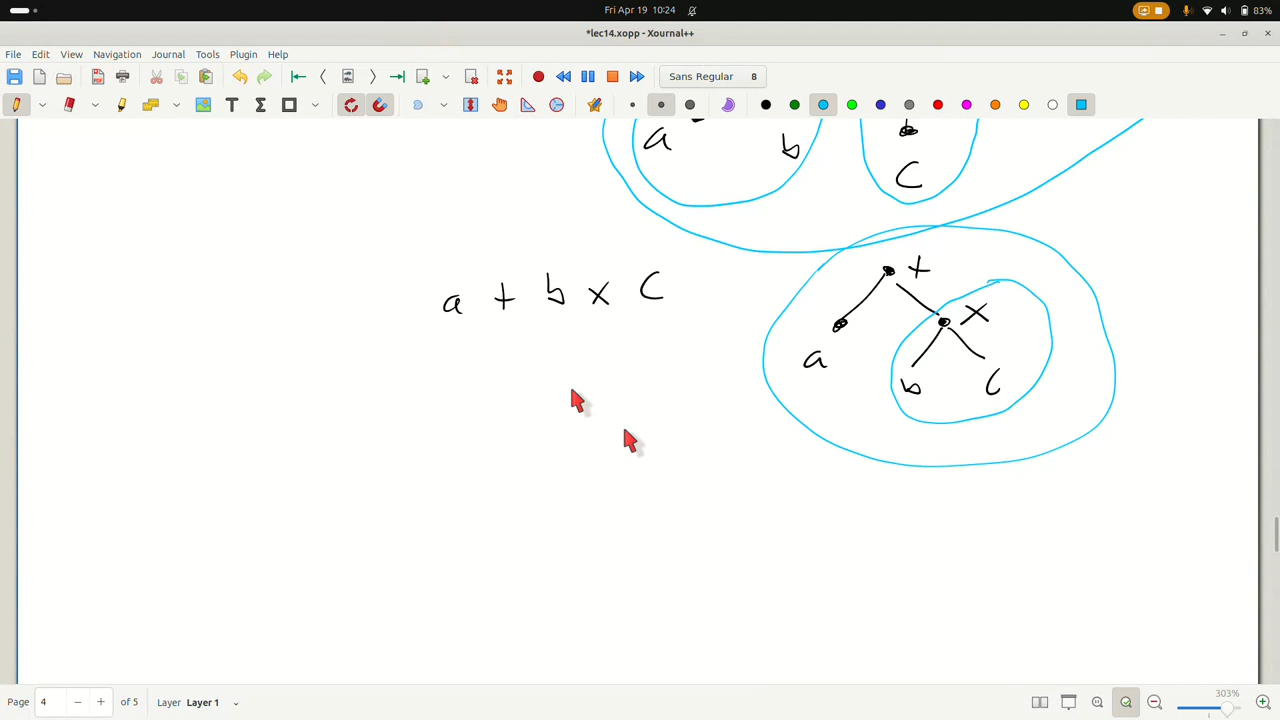 Fri Apr 19 10:24
83%
*lec14.xopp - Xournal++
File Edit View Navigation Journal Tools Plugin Help
Sans Regular 8
a b
C
a + b × C
+
×
a
b C
Page 4 of 5 Layer Layer 1
303%